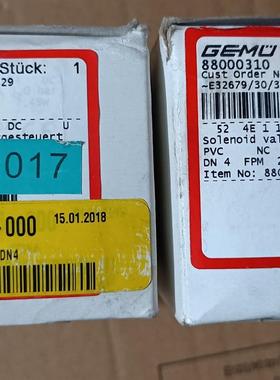 Stück: 1
29
DC U
gesteuert
017
-000
15.01.2018
DN4
GEMÜ
88000310
Cust Order N
~E32679/30/3
52 4E 1 1
Solenoid val
PVC NC
DN 4 FPM 2
Item No: 880